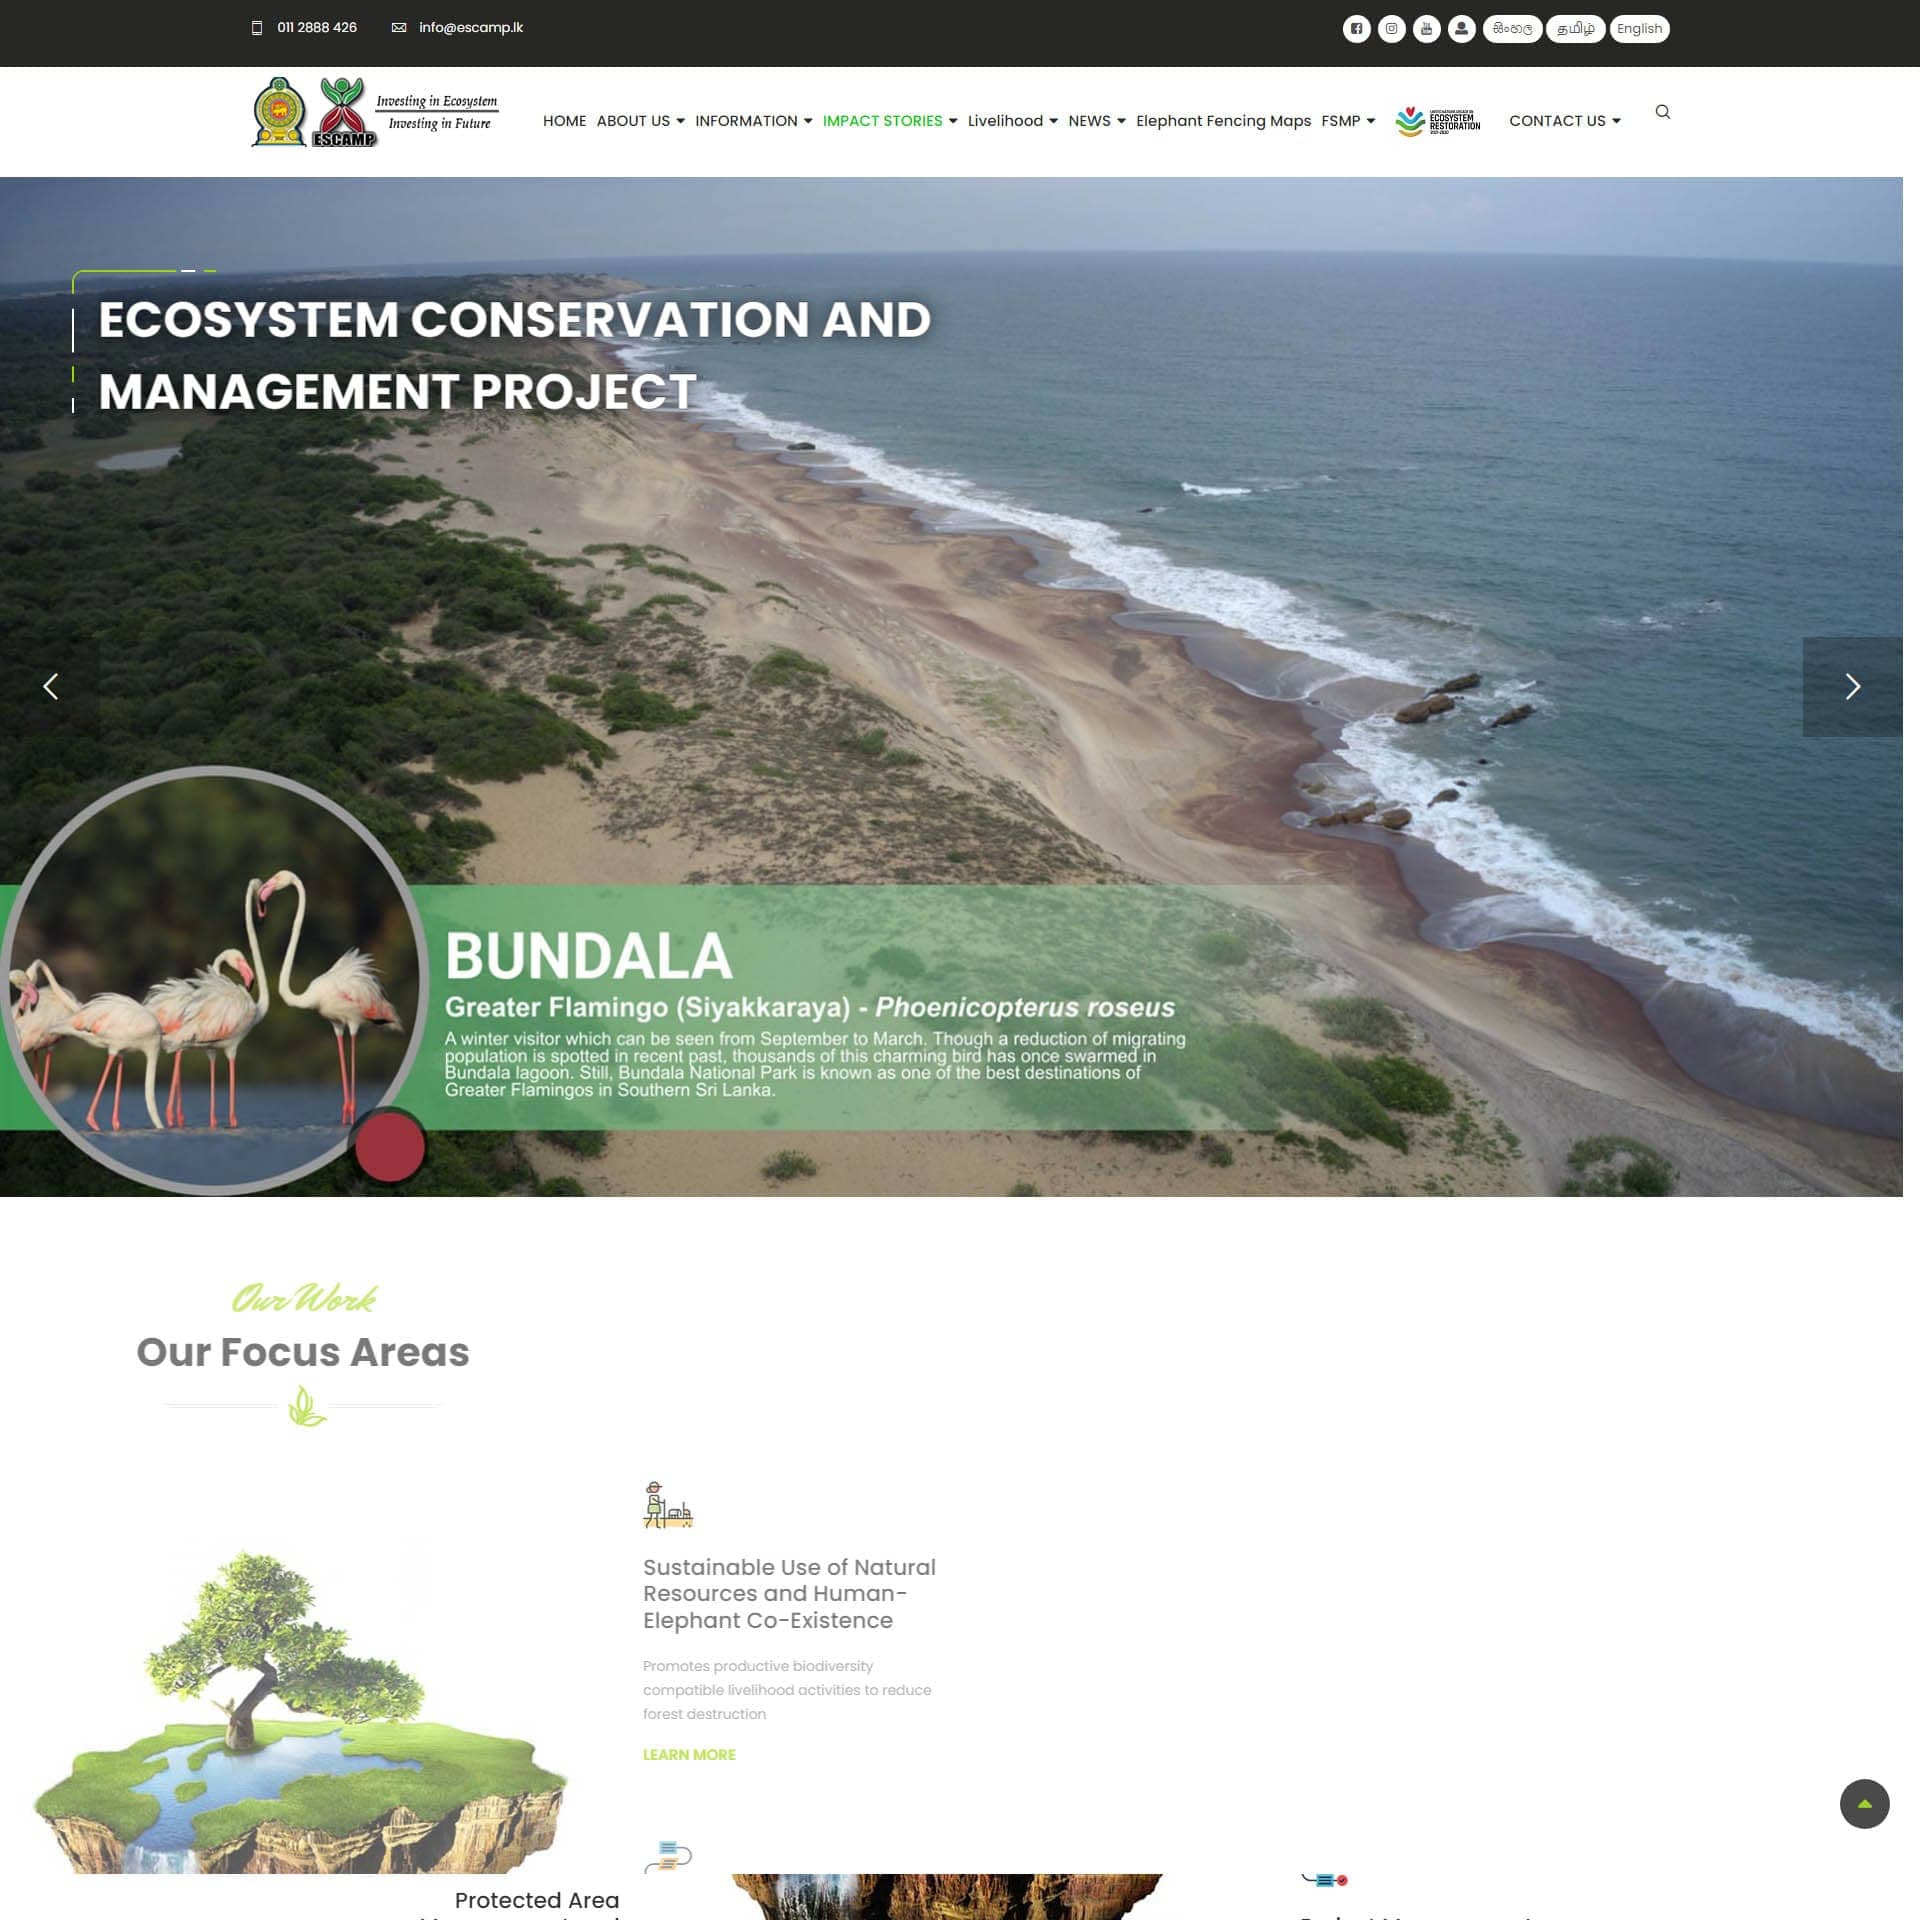 011 2888 426
info@escamp.lk
සිංහල
தமிழ்
English
Investing in Ecosystem
Investing in Future
ESCAMP
HOME
ABOUT US
INFORMATION
IMPACT STORIES
Livelihood
NEWS
Elephant Fencing Maps
FSMP
ECOSYSTEM
RESTORATION
CONTACT US
ECOSYSTEM CONSERVATION AND
MANAGEMENT PROJECT
BUNDALA
Greater Flamingo (Siyakkaraya) - Phoenicopterus roseus
A winter visitor which can be seen from September to March. Though a reduction of migrating
population is spotted in recent past, thousands of this charming bird has once swarmed in
Bundala lagoon. Still, Bundala National Park is known as one of the best destinations of
Greater Flamingos in Southern Sri Lanka.
Our Work
Our Focus Areas
Sustainable Use of Natural
Resources and Human-
Elephant Co-Existence
Promotes productive biodiversity
compatible livelihood activities to reduce
forest destruction
LEARN MORE
Protected Area